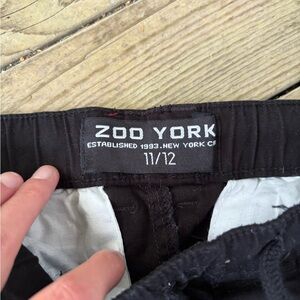 ZOO YORK
ESTABLISHED 1993.NEW YORK
11/12